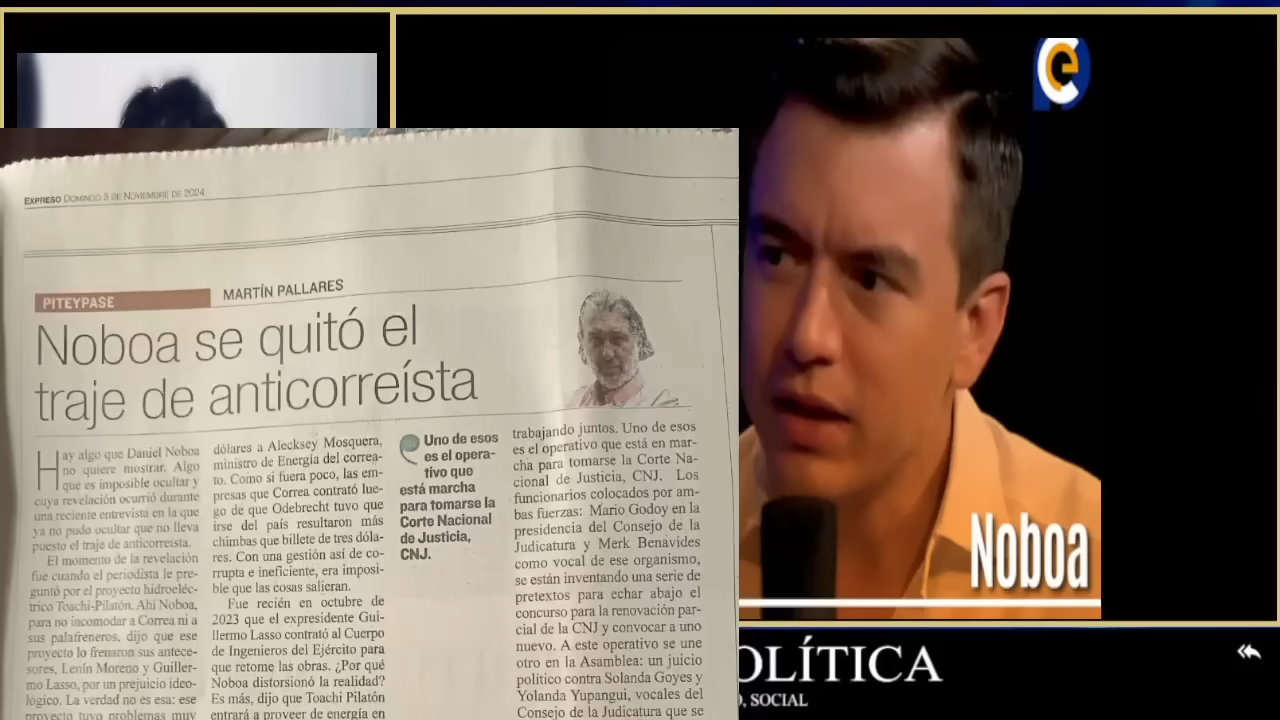 EXPRESO DOMINGO 3 DE NOVIEMBRE DE 2024
PITEYPASE
MARTÍN PALLARES
Noboa se quitó el
traje de anticorreísta
Hay algo que Daniel Noboa
no quiere mostrar. Algo
que es imposible ocultar y
cuya revelación ocurrió durante
una reciente entrevista en la que
ya no pudo ocultar que no lleva
puesto el traje de anticorreísta.
El momento de la revelación
fue cuando el periodista le pre-
guntó por el proyecto hidroeléc-
trico Toachi-Pilatón. Ahí Noboa,
para no incomodar a Correa ni a
sus palafreneros, dijo que ese
proyecto lo frenaron sus antece-
sores, Lenín Moreno y Guiller-
mo Lasso, por un prejuicio ideo-
lógico. La verdad no es esa: ese
proyecto tuvo problemas muy
dólares a Alecksey Mosquera,
ministro de Energía del correa-
to. Como si fuera poco, las em-
presas que Correa contrató lue-
go de que Odebrecht tuvo que
irse del país resultaron más
chimbas que billete de tres dóla-
res. Con una gestión así de co-
rrupta e ineficiente, era imposi-
ble que las cosas salieran.
Fue recién en octubre de
2023 que el expresidente Gui-
llermo Lasso contrató al Cuerpo
de Ingenieros del Ejército para
que retome las obras. ¿Por qué
Noboa distorsionó la realidad?
Es más, dijo que Toachi Pilatón
entrará a proveer de energía en
Uno de esos
es el opera-
tivo que
está marcha
para tomarse la
Corte Nacional
de Justicia,
CNJ.
trabajando juntos. Uno de esos
es el operativo que está en mar-
cha para tomarse la Corte Na-
cional de Justicia, CNJ. Los
funcionarios colocados por am-
bas fuerzas: Mario Godoy en la
presidencia del Consejo de la
Judicatura y Merk Benavides
como vocal de ese organismo,
se están inventando una serie de
pretextos para echar abajo el
concurso para la renovación par-
cial de la CNJ y convocar a uno
nuevo. A este operativo se une
otro en la Asamblea: un juicio
político contra Solanda Goyes y
Yolanda Yupangui, vocales del
Consejo de la Judicatura que se
Noboa
OLÍTICA
O, SOCIAL